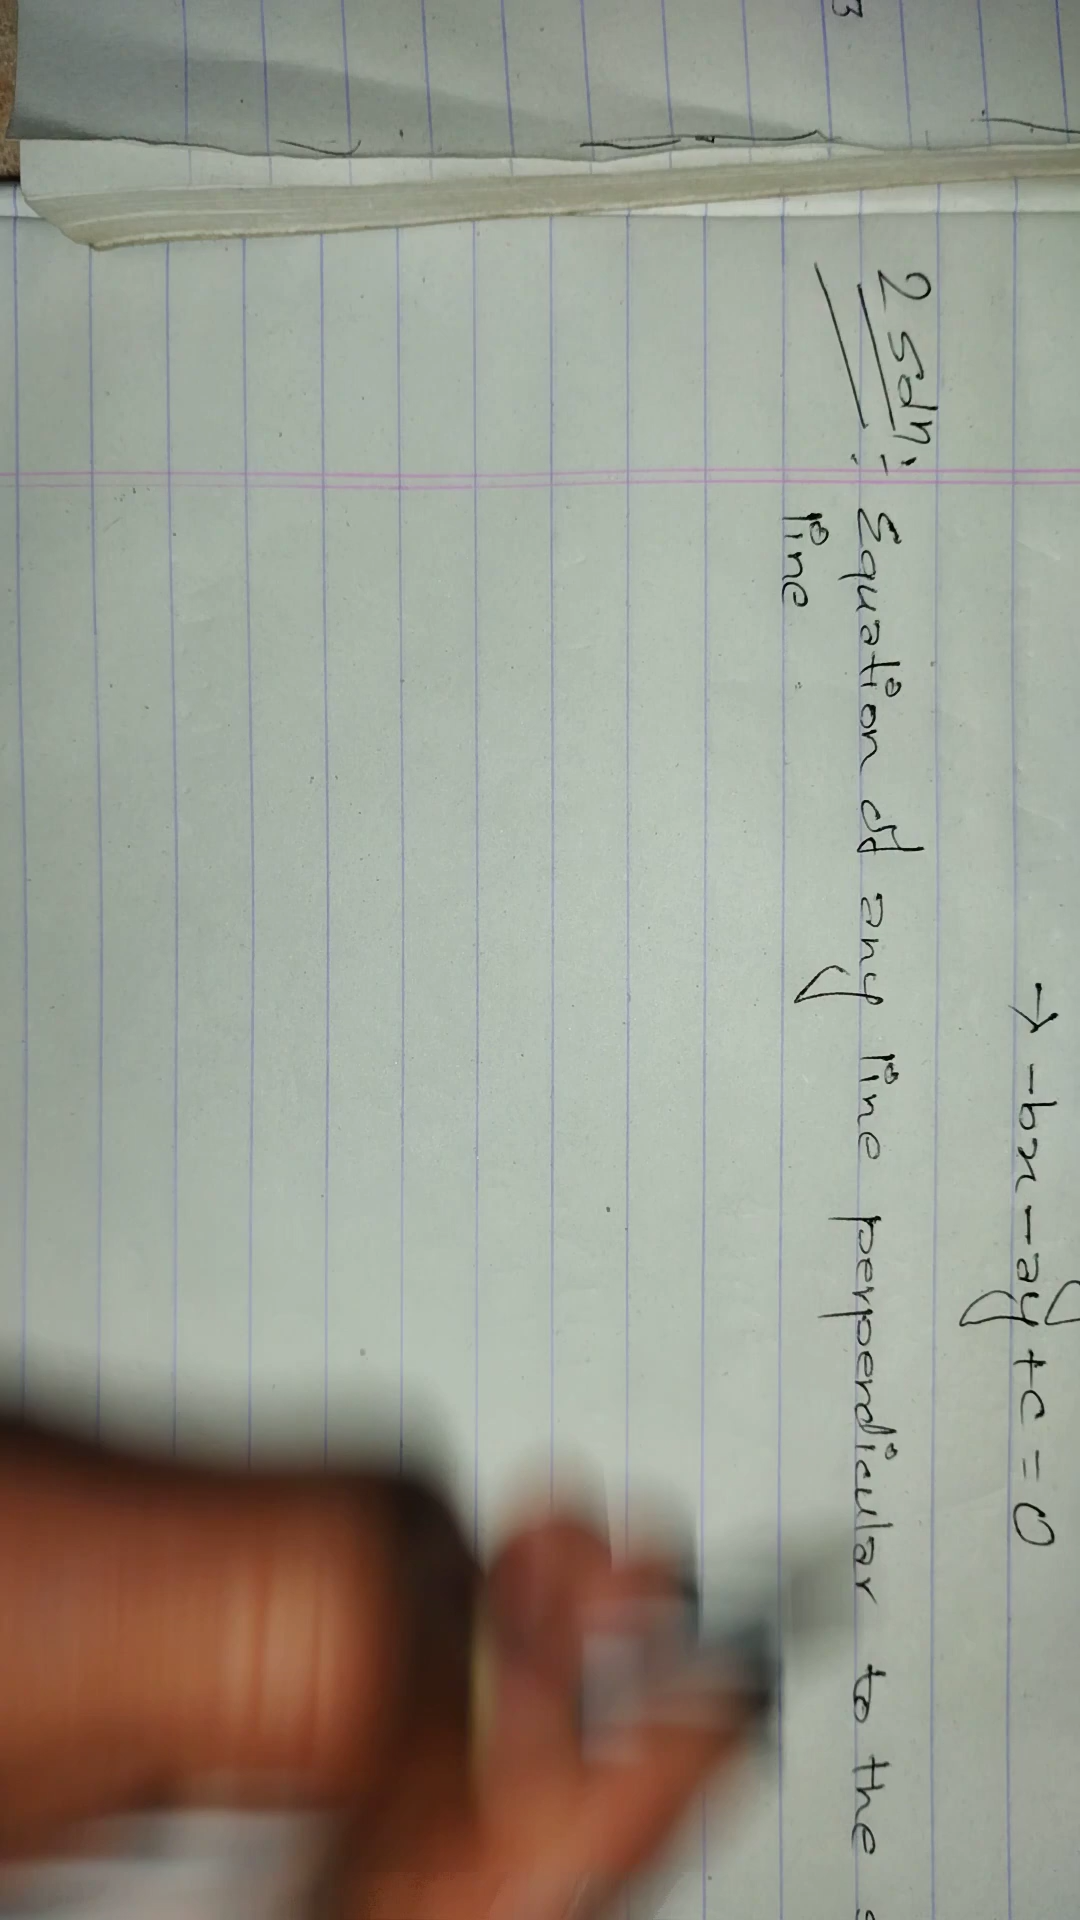 → -bx - ay + c = 0
2 Soln:- Equation of any line perpendicular to the
line